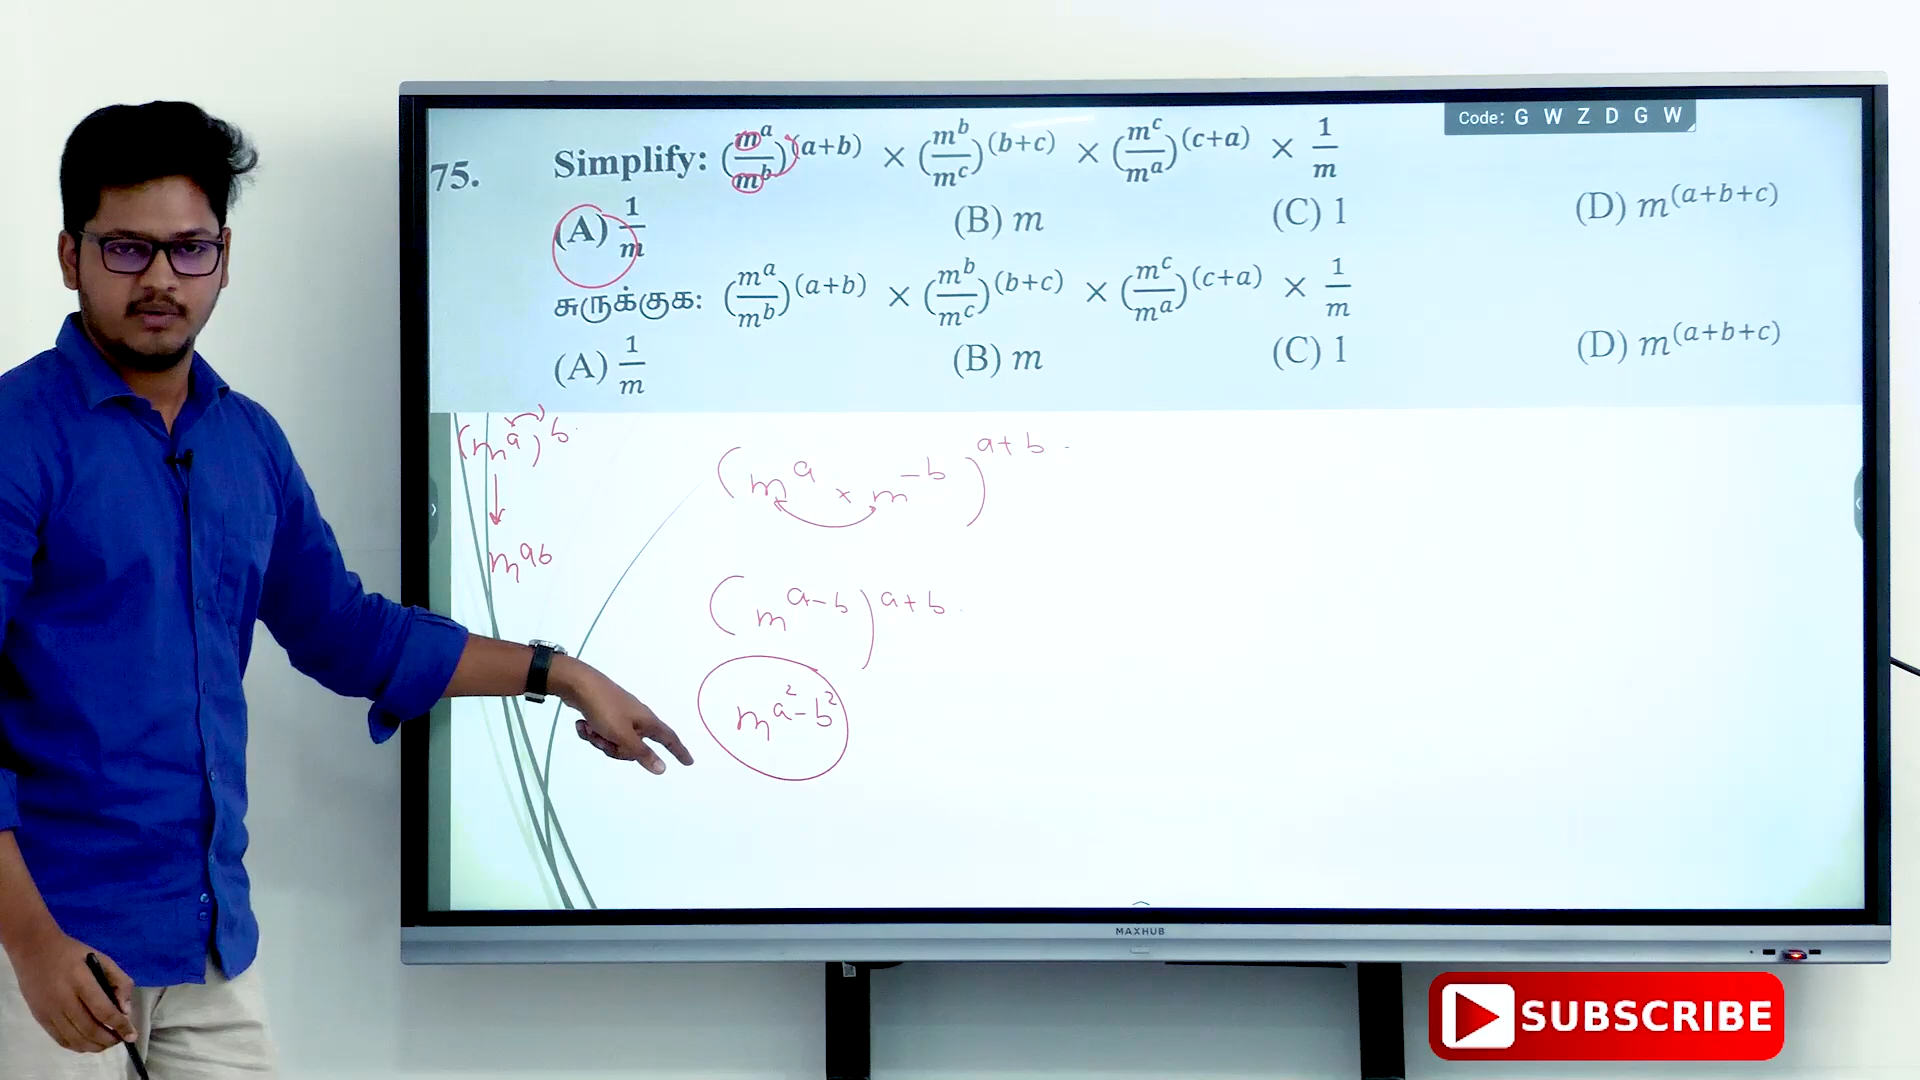 Code: G W Z D G W
75. Simplify: (m^a/m^b)^(a+b) × (m^b/m^c)^(b+c) × (m^c/m^a)^(c+a) × 1/m
(A) 1/m (B) m (C) 1 (D) m^(a+b+c)
சுருக்குக: (m^a/m^b)^(a+b) × (m^b/m^c)^(b+c) × (m^c/m^a)^(c+a) × 1/m
(A) 1/m (B) m (C) 1 (D) m^(a+b+c)
(m^a)^b
m^ab
(m^a × m^-b)^a+b
(m^a-b)^a+b
m^a²-b²
MAXHUB
SUBSCRIBE